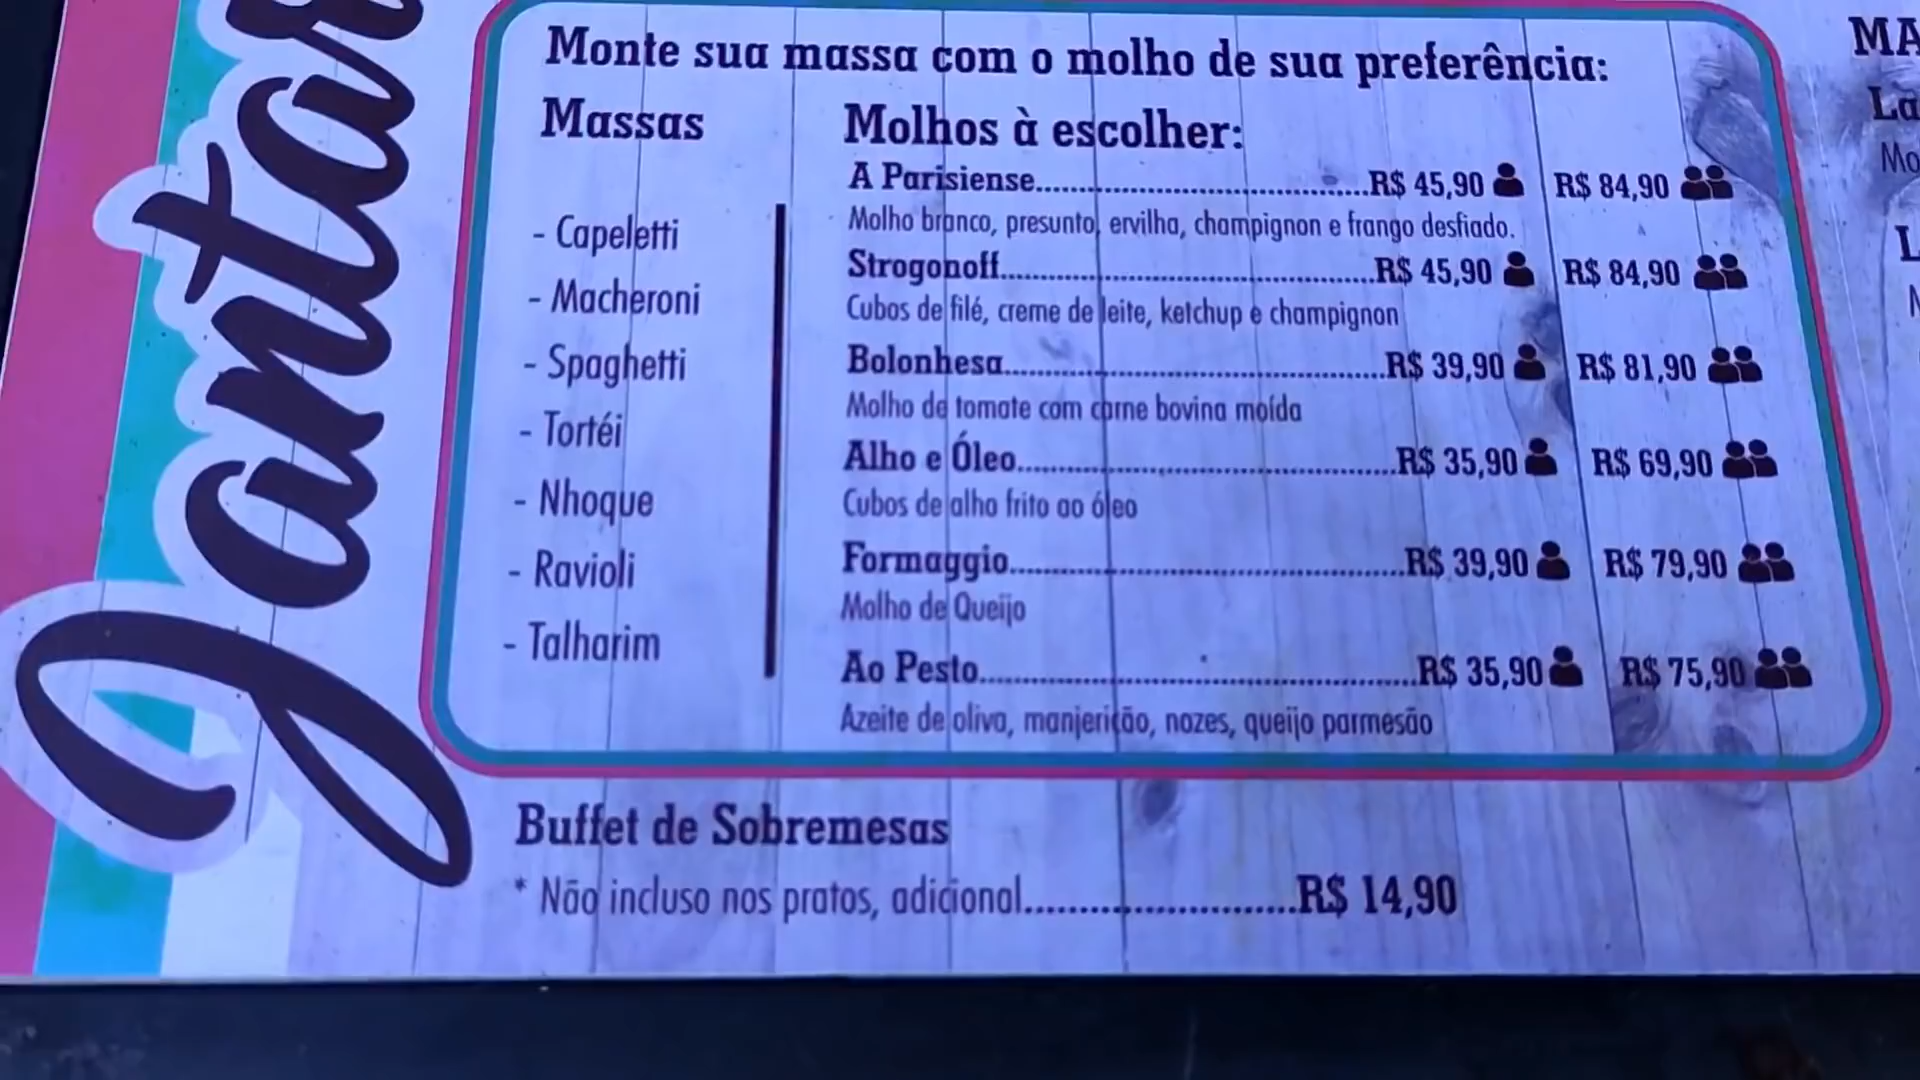 Jantar
Monte sua massa com o molho de sua preferência:
Massas
- Capeletti
- Macheroni
- Spaghetti
- Tortéi
- Nhoque
- Ravioli
- Talharim
Molhos à escolher:
A Parisiense....................R$ 45,90 R$ 84,90
Molho branco, presunto, ervilha, champignon e frango desfiado.
Strogonoff....................R$ 45,90 R$ 84,90
Cubos de filé, creme de leite, ketchup e champignon
Bolonhesa....................R$ 39,90 R$ 81,90
Molho de tomate com carne bovina moída
Alho e Óleo....................R$ 35,90 R$ 69,90
Cubos de alho frito ao óleo
Formaggio....................R$ 39,90 R$ 79,90
Molho de Queijo
Ao Pesto....................R$ 35,90 R$ 75,90
Azeite de oliva, manjericão, nozes, queijo parmesão
Buffet de Sobremesas
* Não incluso nos pratos, adicional....................R$ 14,90
MA
La
Mo
L